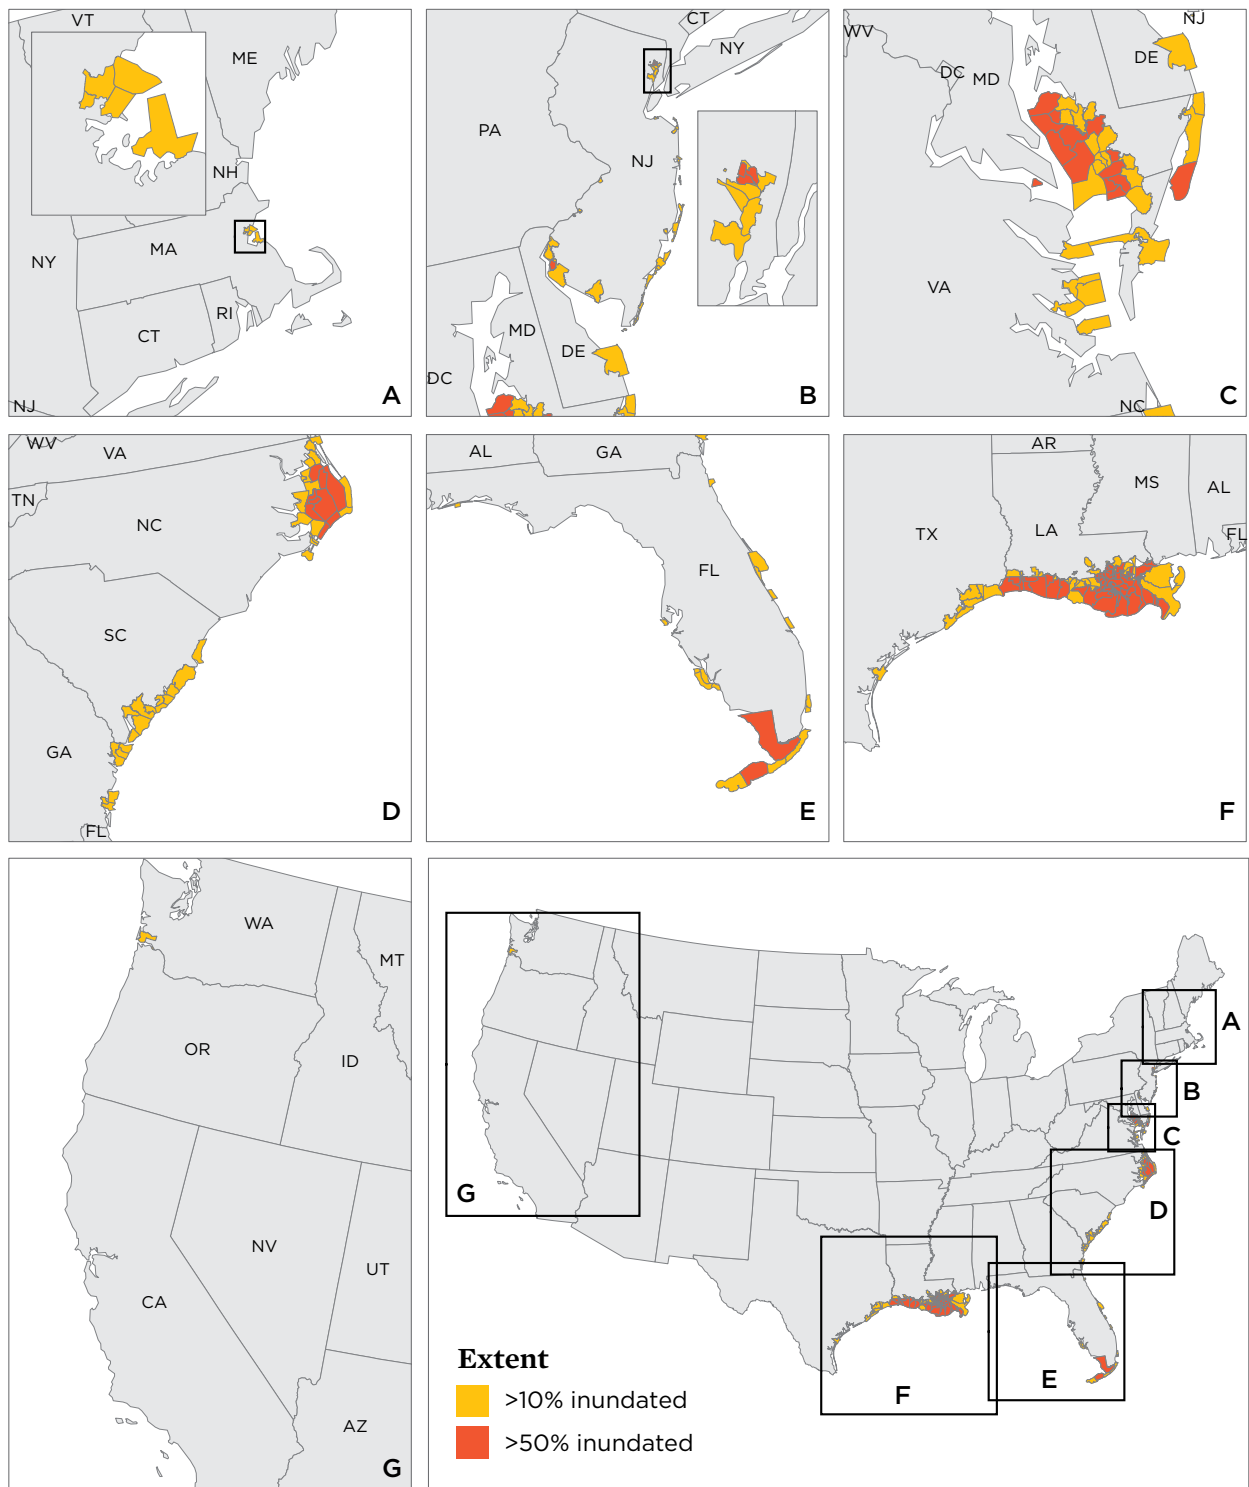 VT
ME
NH
NY
MA
CT
RI
NJ
A
CT
NY
PA
NJ
MD
DE
DC
B
WV
NJ
DE
DC
MD
VA
NC
C
WV
VA
TN
NC
SC
GA
FL
D
AL
GA
FL
E
AR
MS
AL
TX
LA
FL
F
WA
MT
OR
ID
NV
UT
CA
AZ
G
A
B
C
D
G
E
F
Extent
>10% inundated
>50% inundated